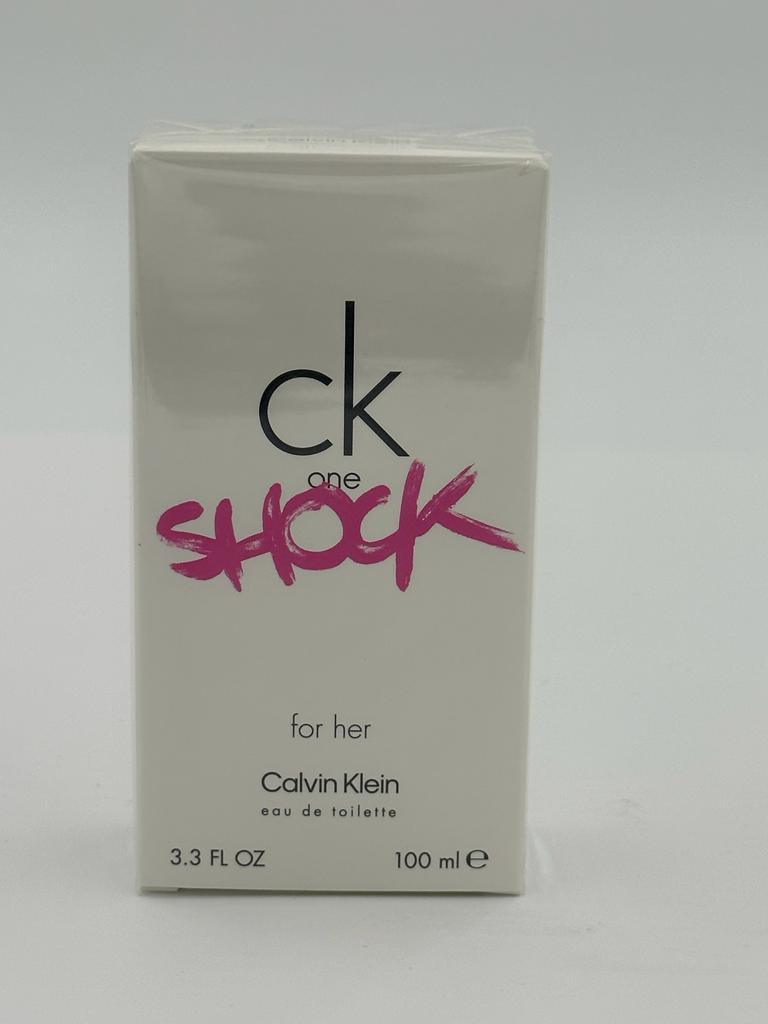 ck
one
SHOCK
for her
Calvin Klein
eau de toilette
3.3 FL OZ 100 ml ℮